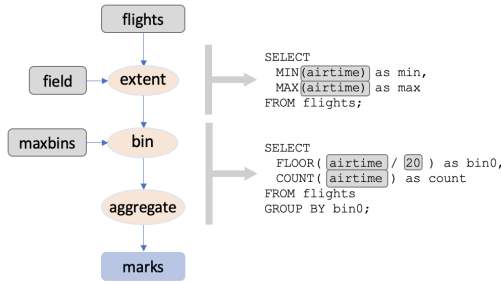 flights
field
extent
maxbins
bin
aggregate
marks
SELECT
MIN(airtime) as min,
MAX(airtime) as max
FROM flights;
SELECT
FLOOR( airtime / 20 ) as bin0,
COUNT( airtime ) as count
FROM flights
GROUP BY bin0;